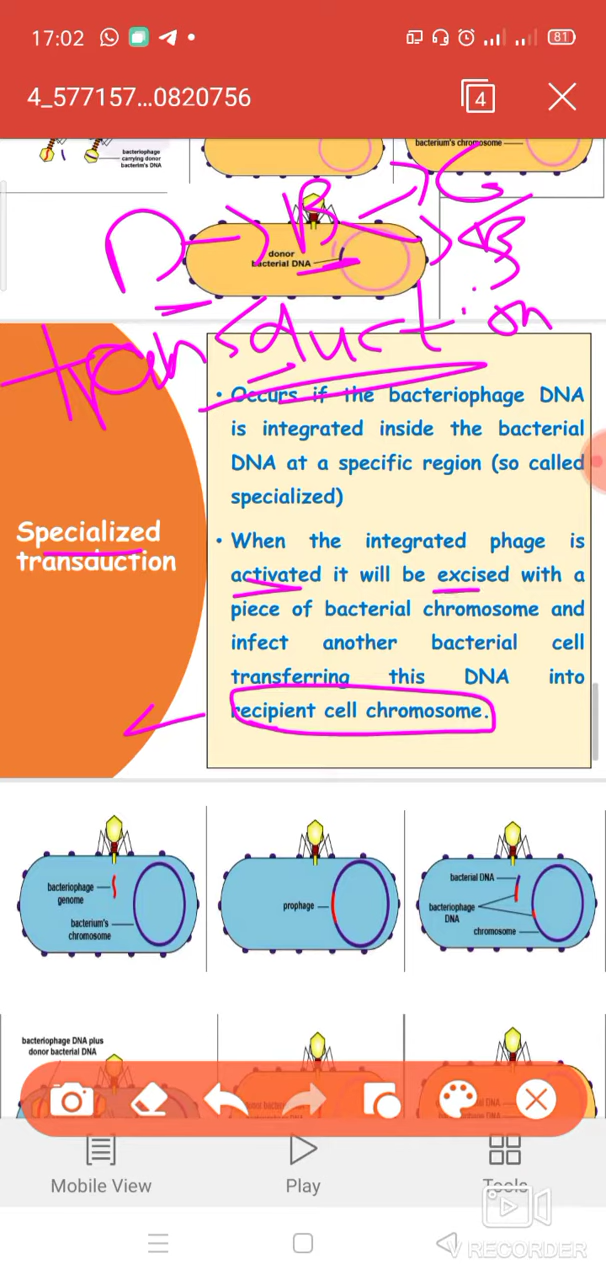 17:02
81
4_577157...0820756
4
bacteriophage
carrying donor
bacterium's DNA
bacterium's chromosome
donor
bacterial DNA
Transduction
• Occurs if the bacteriophage DNA
is integrated inside the bacterial
DNA at a specific region (so called
specialized)
Specialized
transduction
• When the integrated phage is
activated it will be excised with a
piece of bacterial chromosome and
infect another bacterial cell
transferring this DNA into
recipient cell chromosome.
bacteriophage
genome
bacterium's
chromosome
prophage
bacterial DNA
bacteriophage
DNA
chromosome
bacteriophage DNA plus
donor bacterial DNA
Mobile View
Play
Tools
V RECORDER